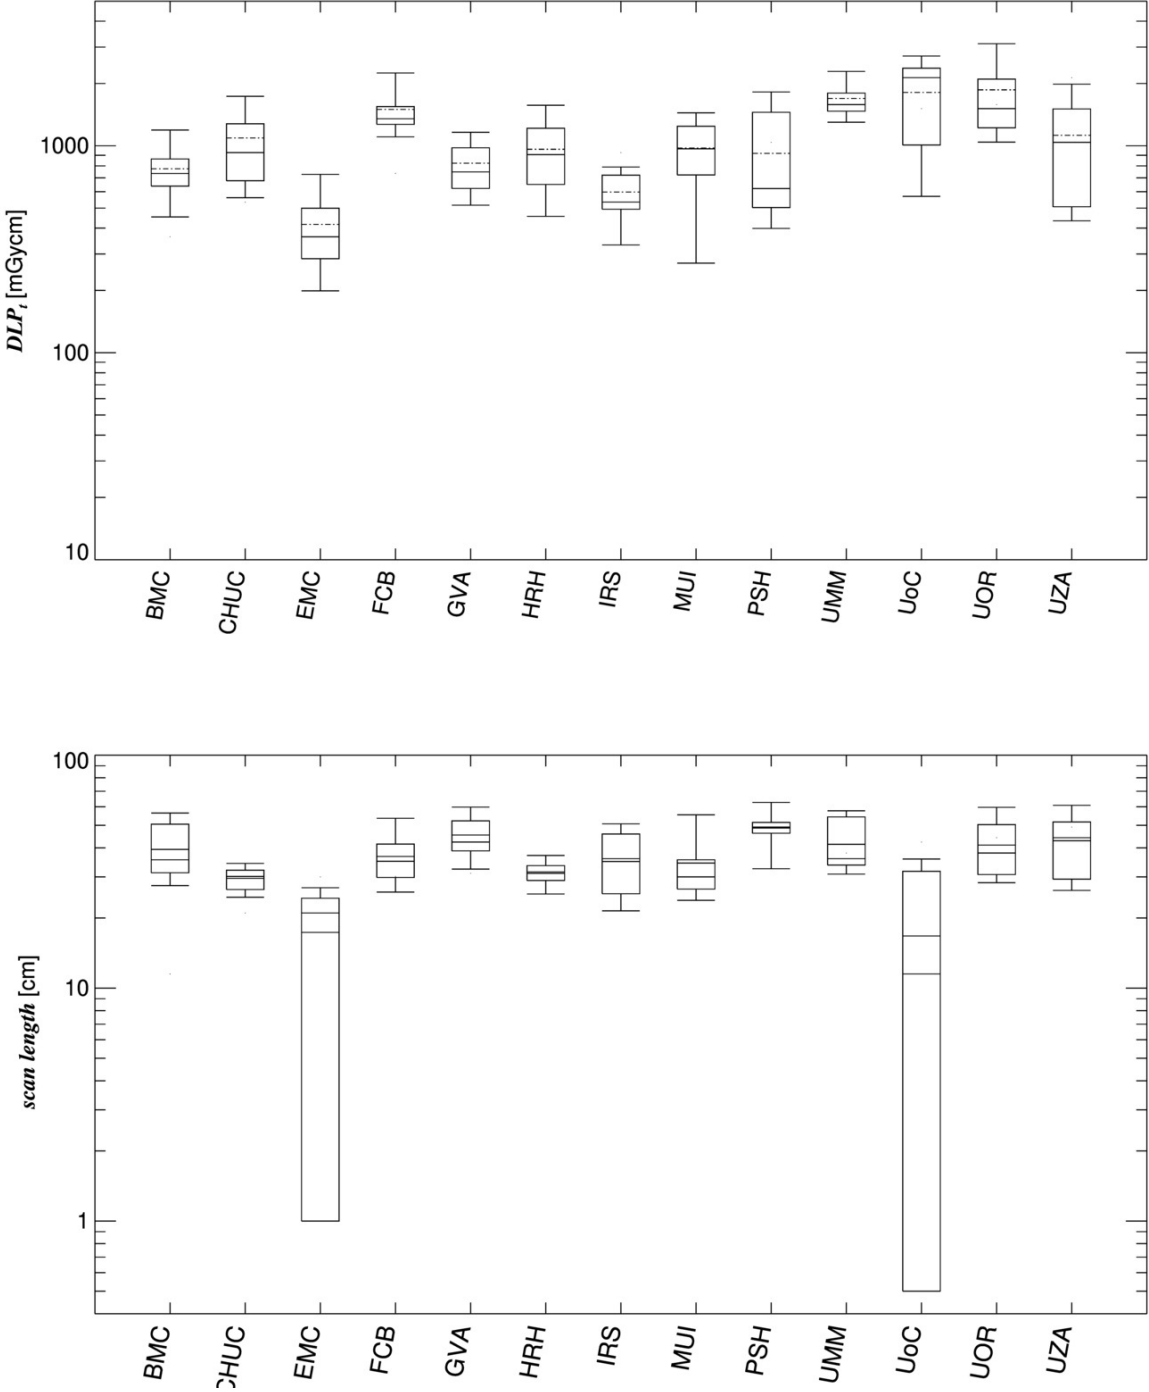 DLPt [mGycm]
1000
100
10
BMC
CHUC
EMC
FCB
GVA
HRH
IRS
MUI
PSH
UMM
UoC
UOR
UZA
scan length [cm]
100
10
1
BMC
CHUC
EMC
FCB
GVA
HRH
IRS
MUI
PSH
UMM
UoC
UOR
UZA